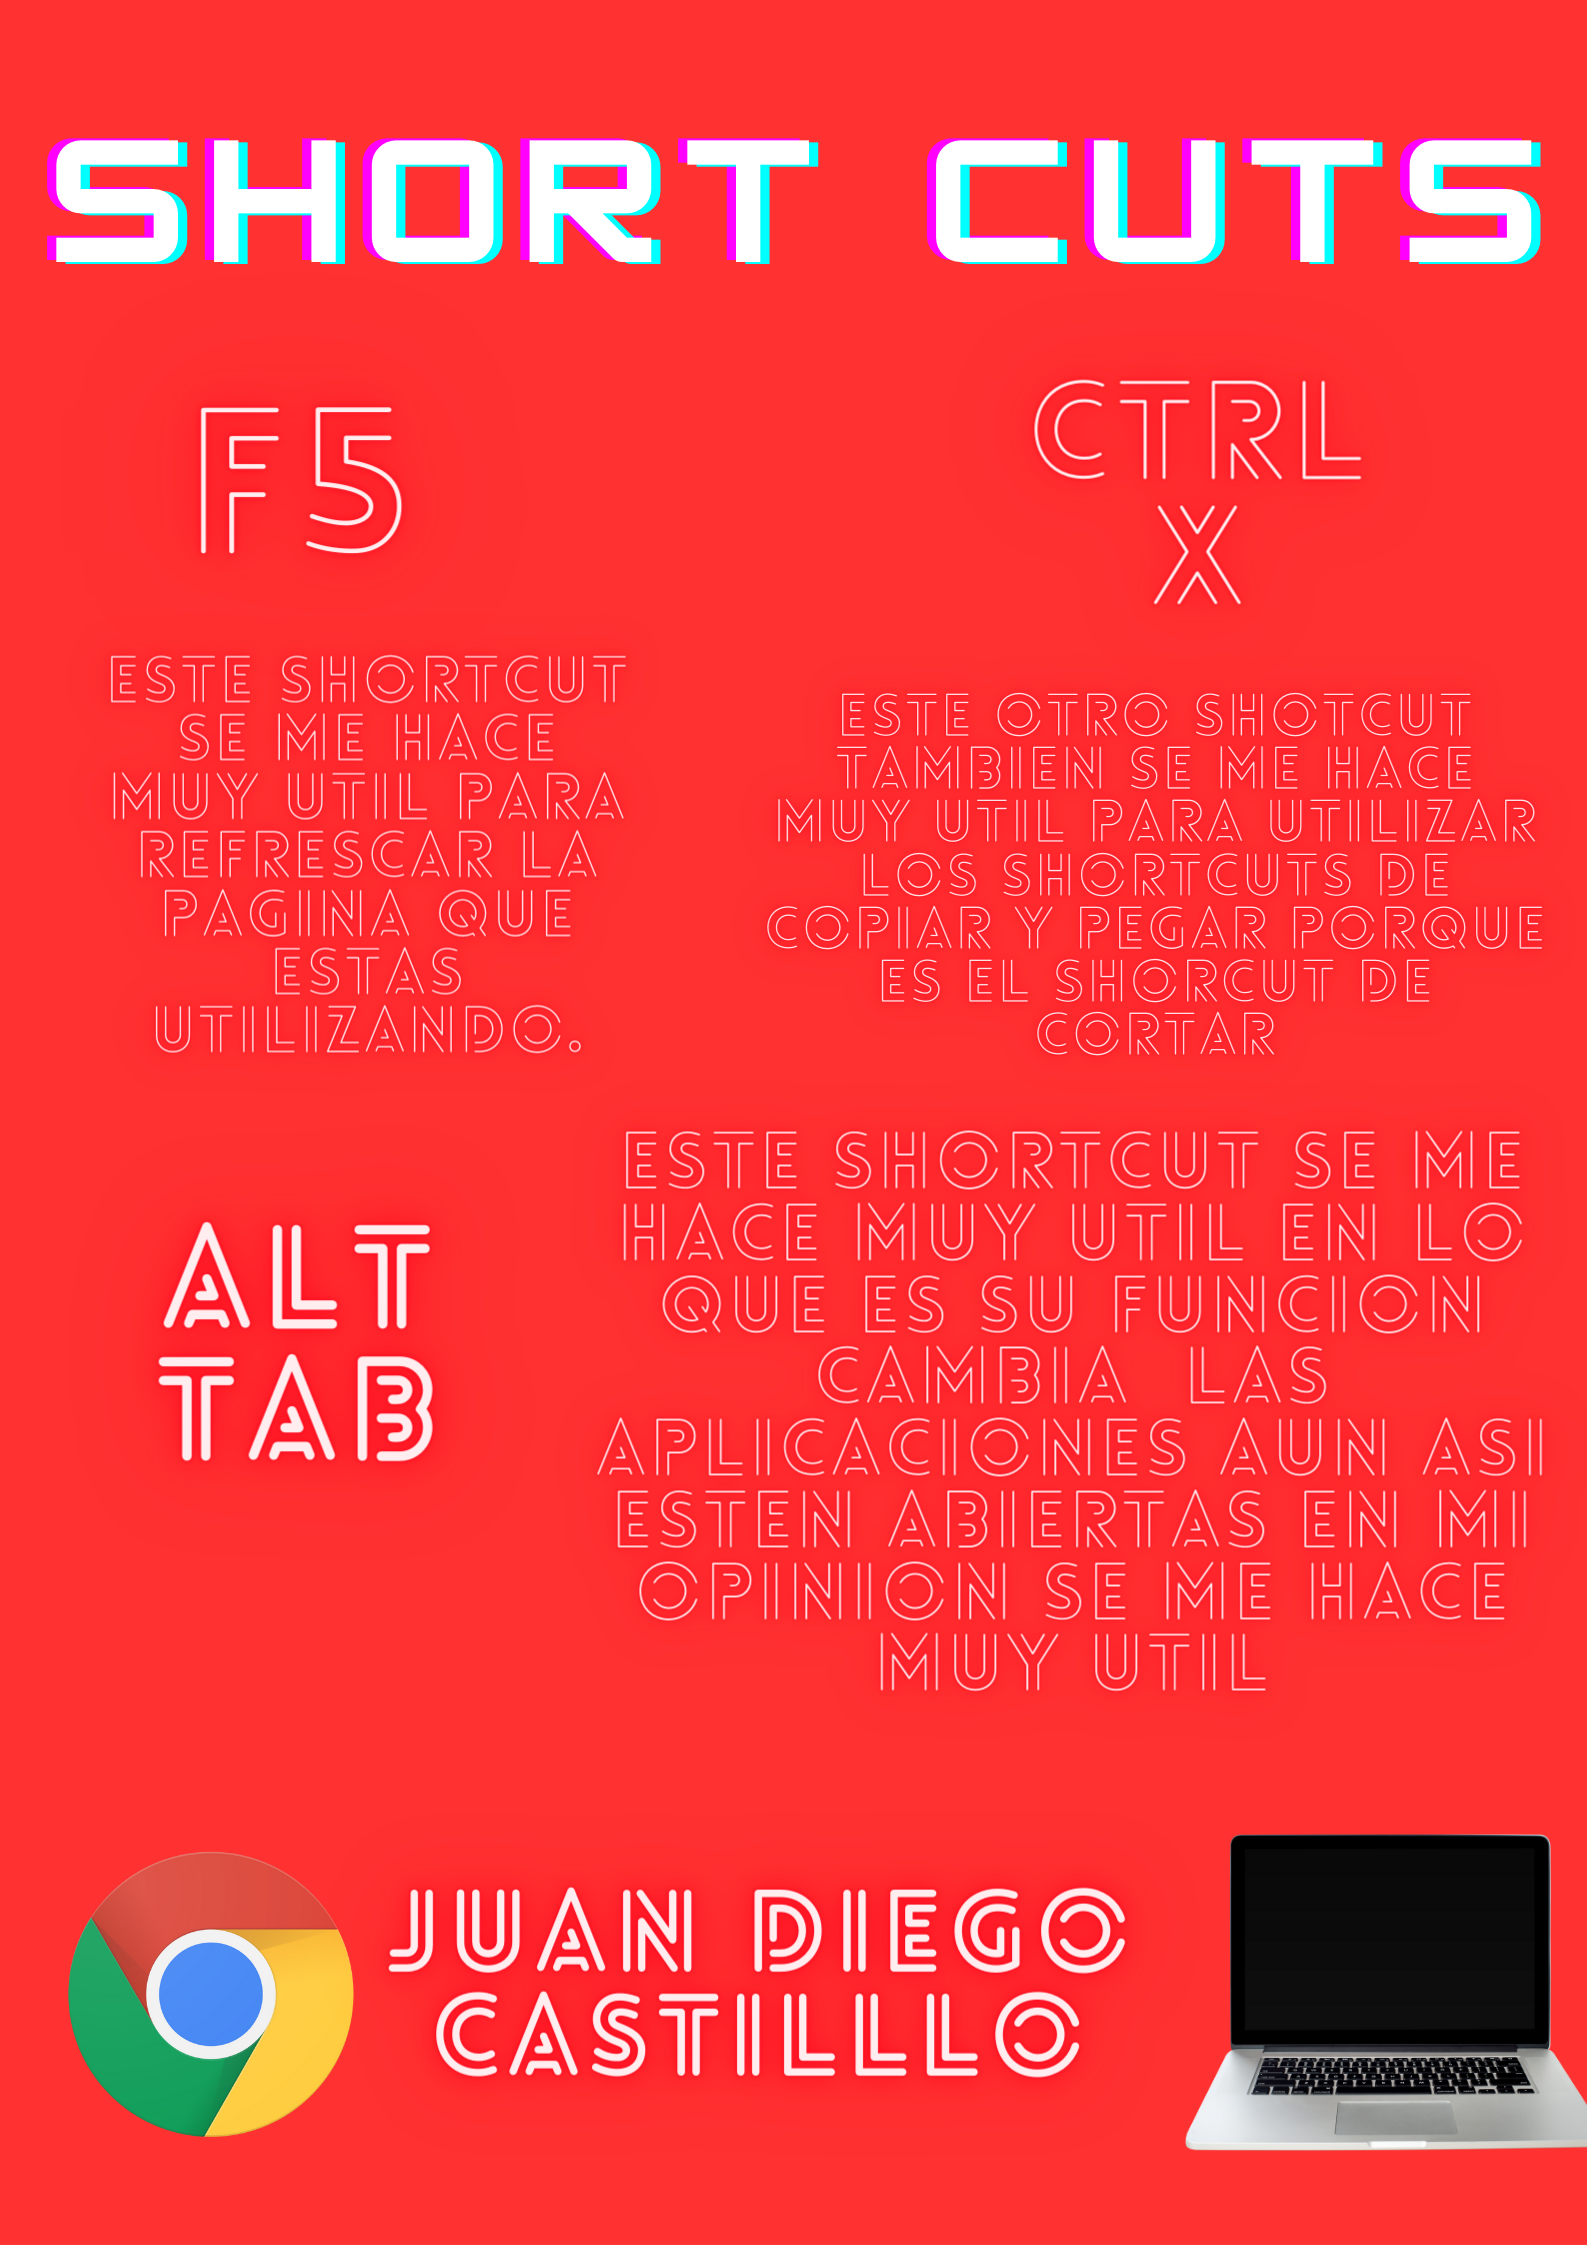 SHORT CUTS
F5
ESTE SHORTCUT
SE ME HACE
MUY UTIL PARA
REFRESCAR LA
PAGINA QUE
ESTAS
UTILIZANDO.
CTRL
X
ESTE OTRO SHOTCUT
TAMBIEN SE ME HACE
MUY UTIL PARA UTILIZAR
LOS SHORTCUTS DE
COPIAR Y PEGAR PORQUE
ES EL SHORCUT DE
CORTAR
ALT
TAB
ESTE SHORTCUT SE ME
HACE MUY UTIL EN LO
QUE ES SU FUNCION
CAMBIA  LAS
APLICACIONES AUN ASI
ESTEN ABIERTAS EN MI
OPINION SE ME HACE
MUY UTIL
JUAN DIEGO
CASTILLLO